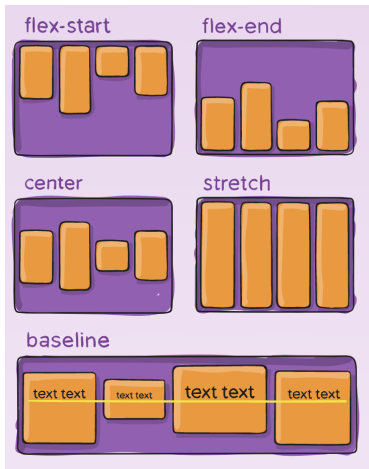 flex-start
flex-end
center
stretch
baseline
text text
text text
text text
text text